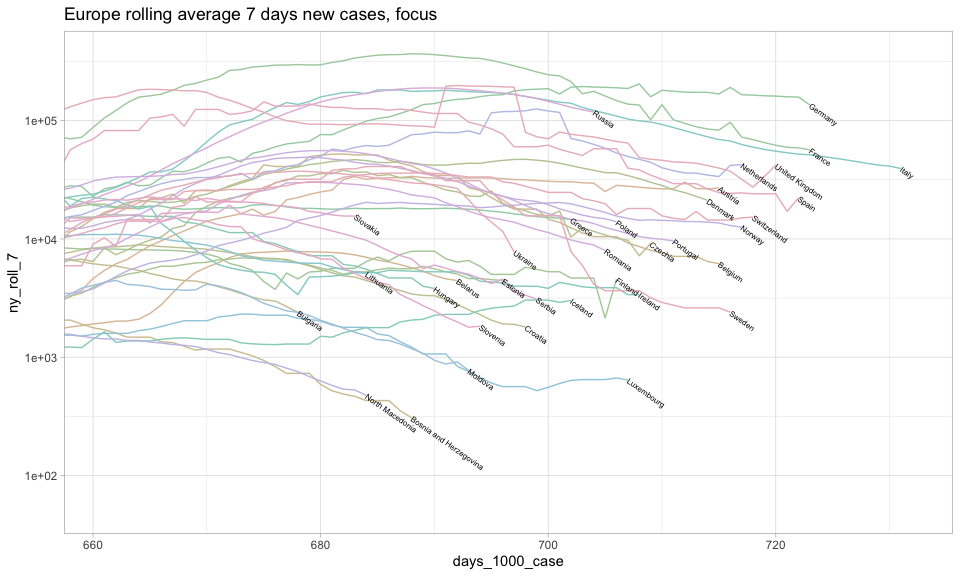 Europe rolling average 7 days new cases, focus
1e+05
1e+04
1e+03
1e+02
ny_roll_7
660
680
700
720
days_1000_case
Germany
Russia
France
Italy
Netherlands
United Kingdom
Austria
Spain
Denmark
Slovakia
Greece
Poland
Switzerland
Norway
Czechia
Portugal
Ukraine
Romania
Belgium
Lithuania
Belarus
Estonia
Finland
Ireland
Hungary
Serbia
Iceland
Bulgaria
Sweden
Slovenia
Croatia
Moldova
Luxembourg
North Macedonia
Bosnia and Herzegovina